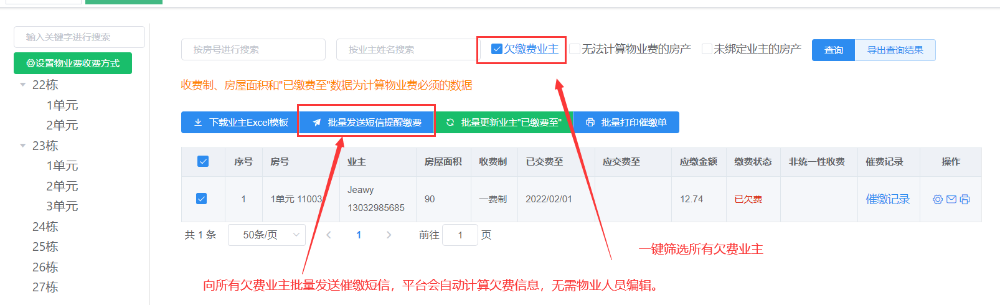 输入关键字进行搜索
设置物业费收费方式
22栋
1单元
2单元
23栋
1单元
2单元
3单元
24栋
25栋
26栋
27栋
按房号进行搜索
按业主姓名搜索
欠缴费业主
无法计算物业费的房产
未绑定业主的房产
查询
导出查询结果
收费制、房屋面积和"已缴费至"数据为计算物业费必须的数据
下载业主Excel模板
批量发送短信提醒缴费
批量更新业主"已缴费至"
批量打印催缴单
序号 房号 业主 房屋面积 收费制 已交费至 应交费至 应缴金额 缴费状态 非统一性收费 催费记录 操作
1 1单元 11003 Jeawy 90 一费制 2022/02/01 12.74 已欠费 催缴记录
13032985685
共 1 条 50条/页 1 前往 1 页
一键筛选所有欠费业主
向所有欠费业主批量发送催缴短信，平台会自动计算欠费信息，无需物业人员编辑。